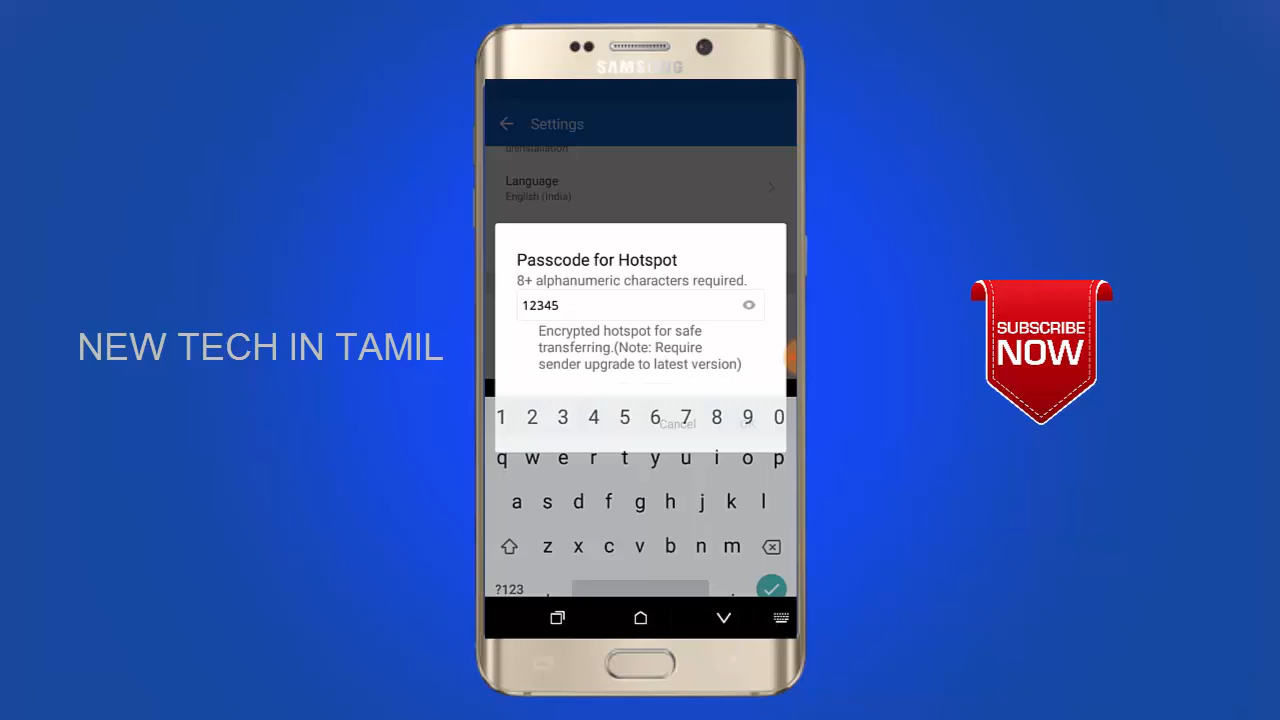 SAMSUNG
Settings
uninstallation
Language
English (India)
Passcode for Hotspot
8+ alphanumeric characters required.
12345
Encrypted hotspot for safe
transferring.(Note: Require
sender upgrade to latest version)
Cancel
1 2 3 4 5 6 7 8 9 0
q w e r t y u i o p
a s d f g h j k l
z x c v b n m
?123
NEW TECH IN TAMIL
SUBSCRIBE
NOW